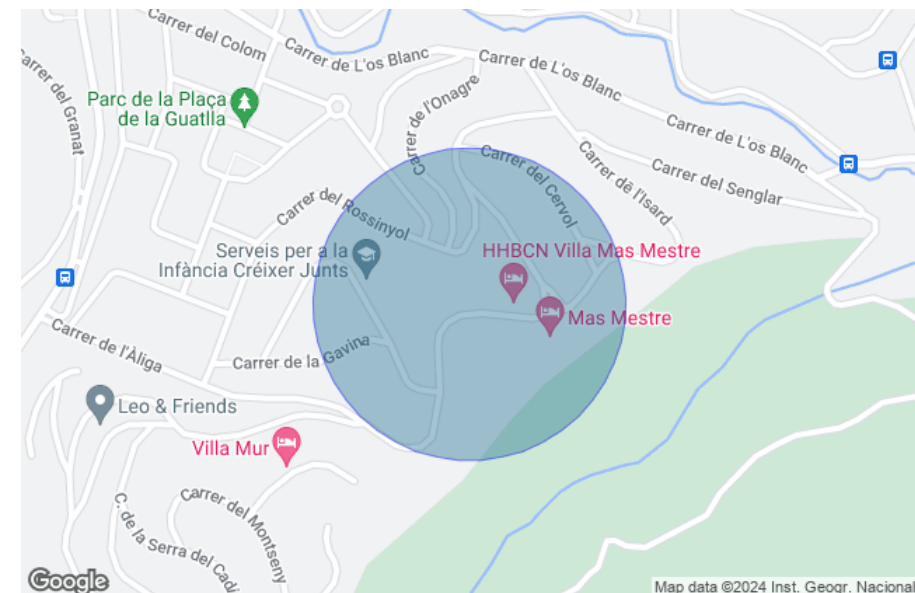 Carrer del Colom
Carrer de L'os Blanc
Carrer de L'os Blanc
Carrer del Granat
Parc de la Plaça
de la Guatlla
Carrer de l'Onagre
Carrer de L'os Blanc
Carrer del Cervol
Carrer de l'Isard
Carrer del Senglar
Carrer del Rossinyol
Serveis per a la
Infància Créixer Junts
HHBCN Villa Mas Mestre
Mas Mestre
Carrer de l'Àliga
Carrer de la Gavina
Leo & Friends
Villa Mur
Carrer del Montseny
C. de la Serra del Cadí
Google
Map data ©2024 Inst. Geogr. Nacional